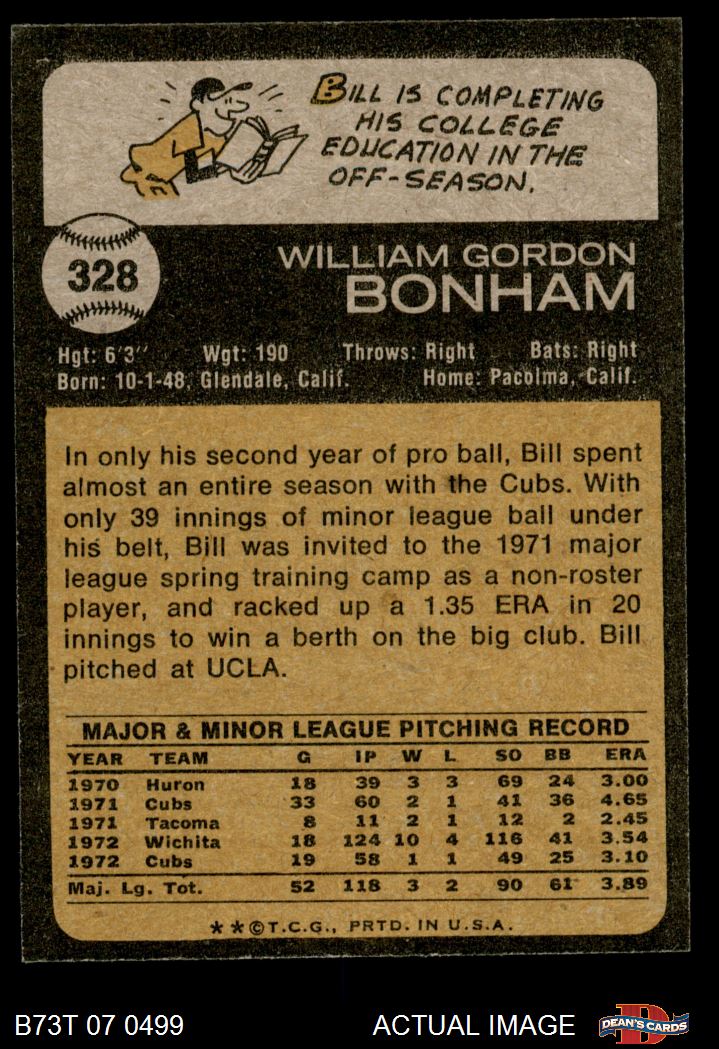 BILL IS COMPLETING
HIS COLLEGE
EDUCATION IN THE
OFF-SEASON.
328
WILLIAM GORDON
BONHAM
Hgt: 6'3" Wgt: 190 Throws: Right Bats: Right
Born: 10-1-48, Glendale, Calif. Home: Pacolma, Calif.
In only his second year of pro ball, Bill spent
almost an entire season with the Cubs. With
only 39 innings of minor league ball under
his belt, Bill was invited to the 1971 major
league spring training camp as a non-roster
player, and racked up a 1.35 ERA in 20
innings to win a berth on the big club. Bill
pitched at UCLA.
MAJOR & MINOR LEAGUE PITCHING RECORD
YEAR TEAM G IP W L SO BB ERA
1970 Huron 18 39 3 3 69 24 3.00
1971 Cubs 33 60 2 1 41 36 4.65
1971 Tacoma 8 11 2 1 12 2 2.45
1972 Wichita 18 124 10 4 116 41 3.54
1972 Cubs 19 58 1 1 49 25 3.10
Maj. Lg. Tot. 52 118 3 2 90 61 3.89
**©T.C.G., PRTD. IN U.S.A.
B73T 07 0499 ACTUAL IMAGE D DEAN'S CARDS